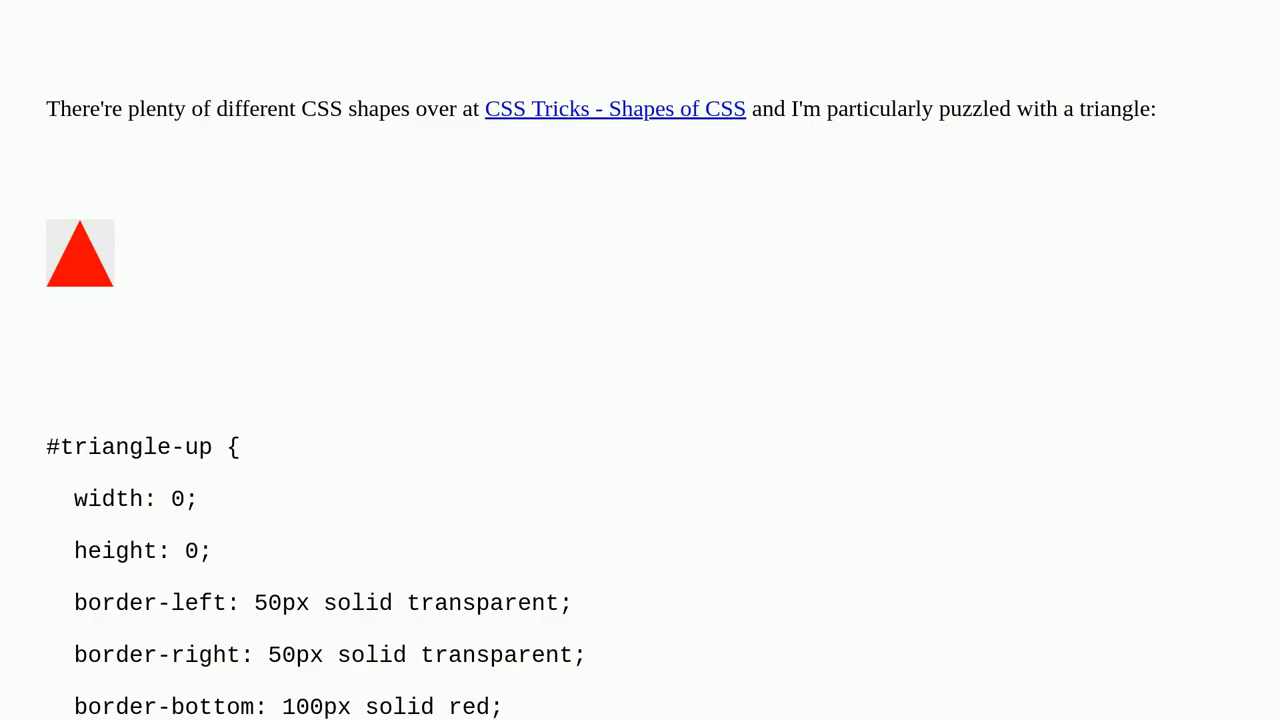 There're plenty of different CSS shapes over at CSS Tricks - Shapes of CSS and I'm particularly puzzled with a triangle:
#triangle-up {
  width: 0;
  height: 0;
  border-left: 50px solid transparent;
  border-right: 50px solid transparent;
  border-bottom: 100px solid red;